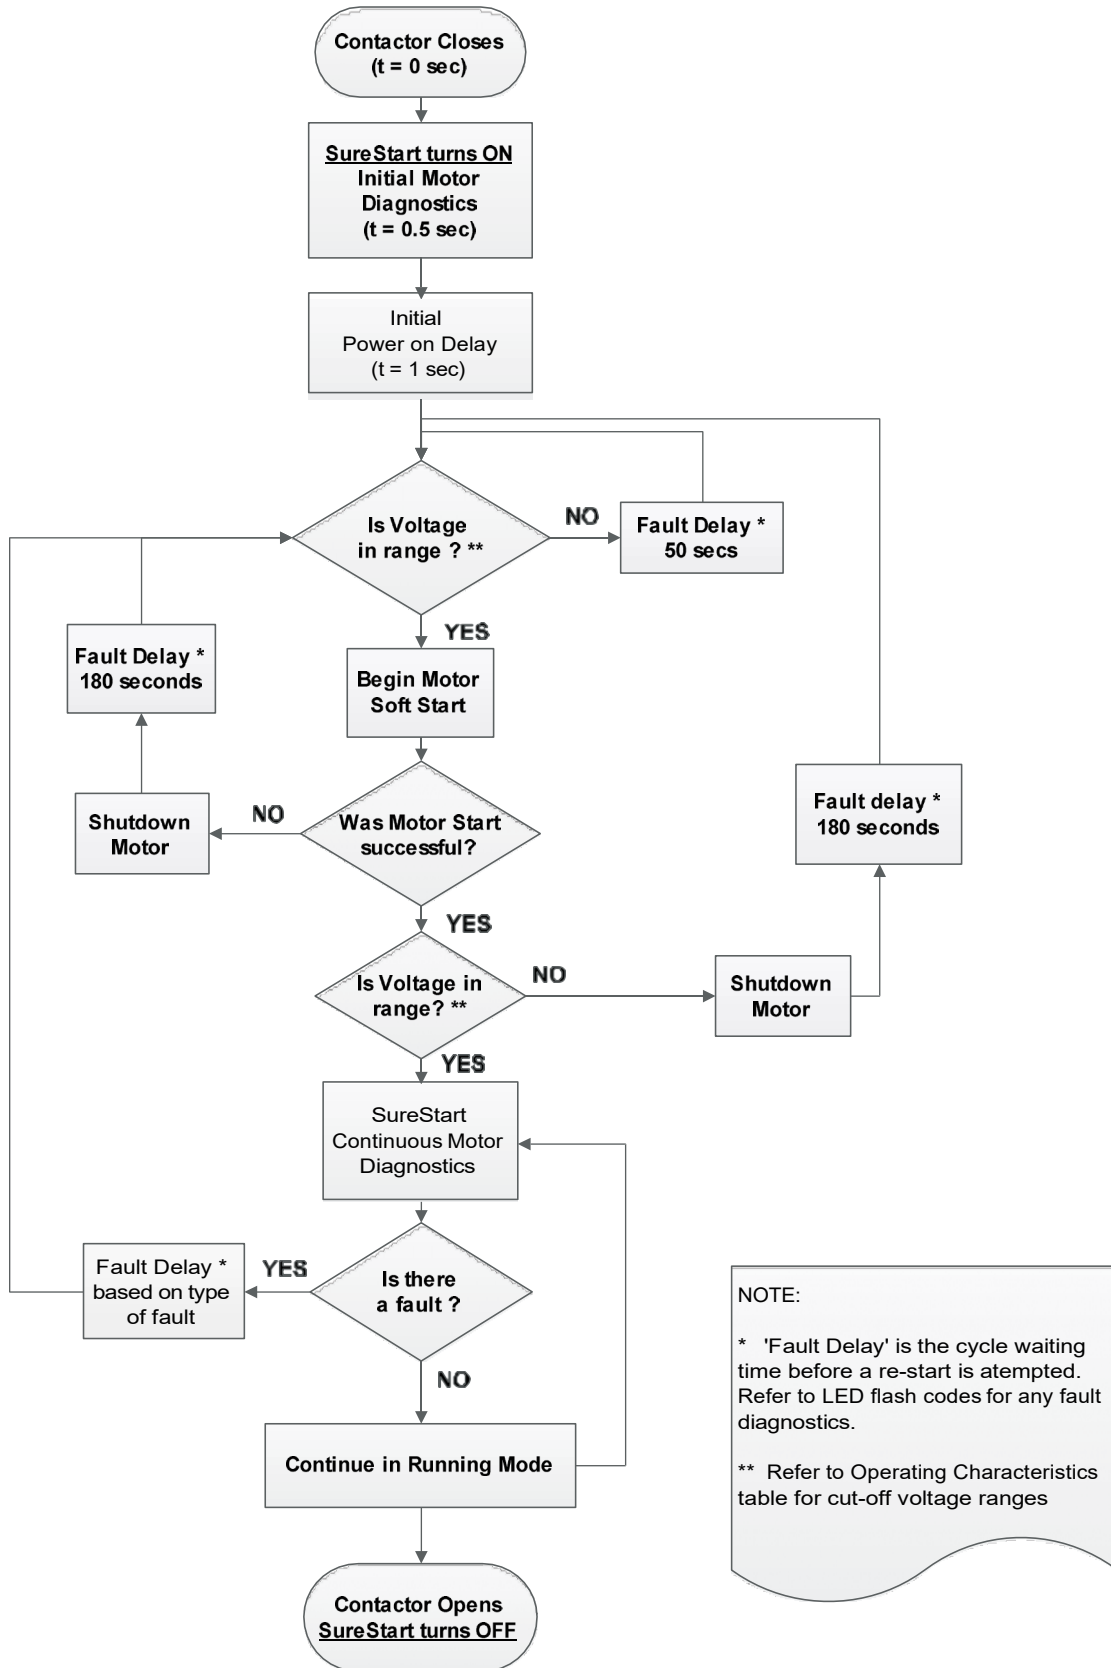 Contactor Closes
(t = 0 sec)
SureStart turns ON
Initial Motor
Diagnostics
(t = 0.5 sec)
Initial
Power on Delay
(t = 1 sec)
Is Voltage
in range ? **
NO
Fault Delay *
50 secs
YES
Fault Delay *
180 seconds
Begin Motor
Soft Start
Shutdown
Motor
NO
Was Motor Start
successful?
Fault delay *
180 seconds
YES
Is Voltage in
range? **
NO
Shutdown
Motor
YES
SureStart
Continuous Motor
Diagnostics
Fault Delay *
based on type
of fault
YES
Is there
a fault ?
NO
Continue in Running Mode
Contactor Opens
SureStart turns OFF
NOTE:
* 'Fault Delay' is the cycle waiting
time before a re-start is atempted.
Refer to LED flash codes for any fault
diagnostics.
** Refer to Operating Characteristics
table for cut-off voltage ranges